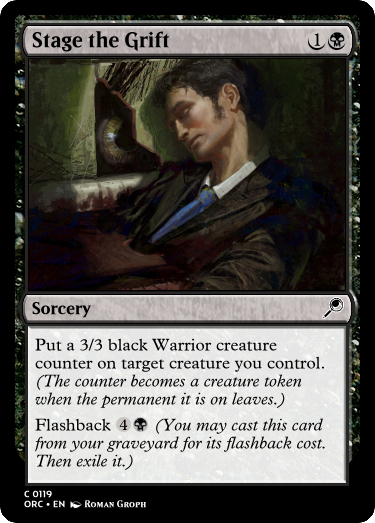 Stage the Grift 1
Sorcery
Put a 3/3 black Warrior creature
counter on target creature you control.
(The counter becomes a creature token
when the permanent it is on leaves.)
Flashback 4 (You may cast this card
from your graveyard for its flashback cost.
Then exile it.)
C 0119
ORC • EN Roman Groph